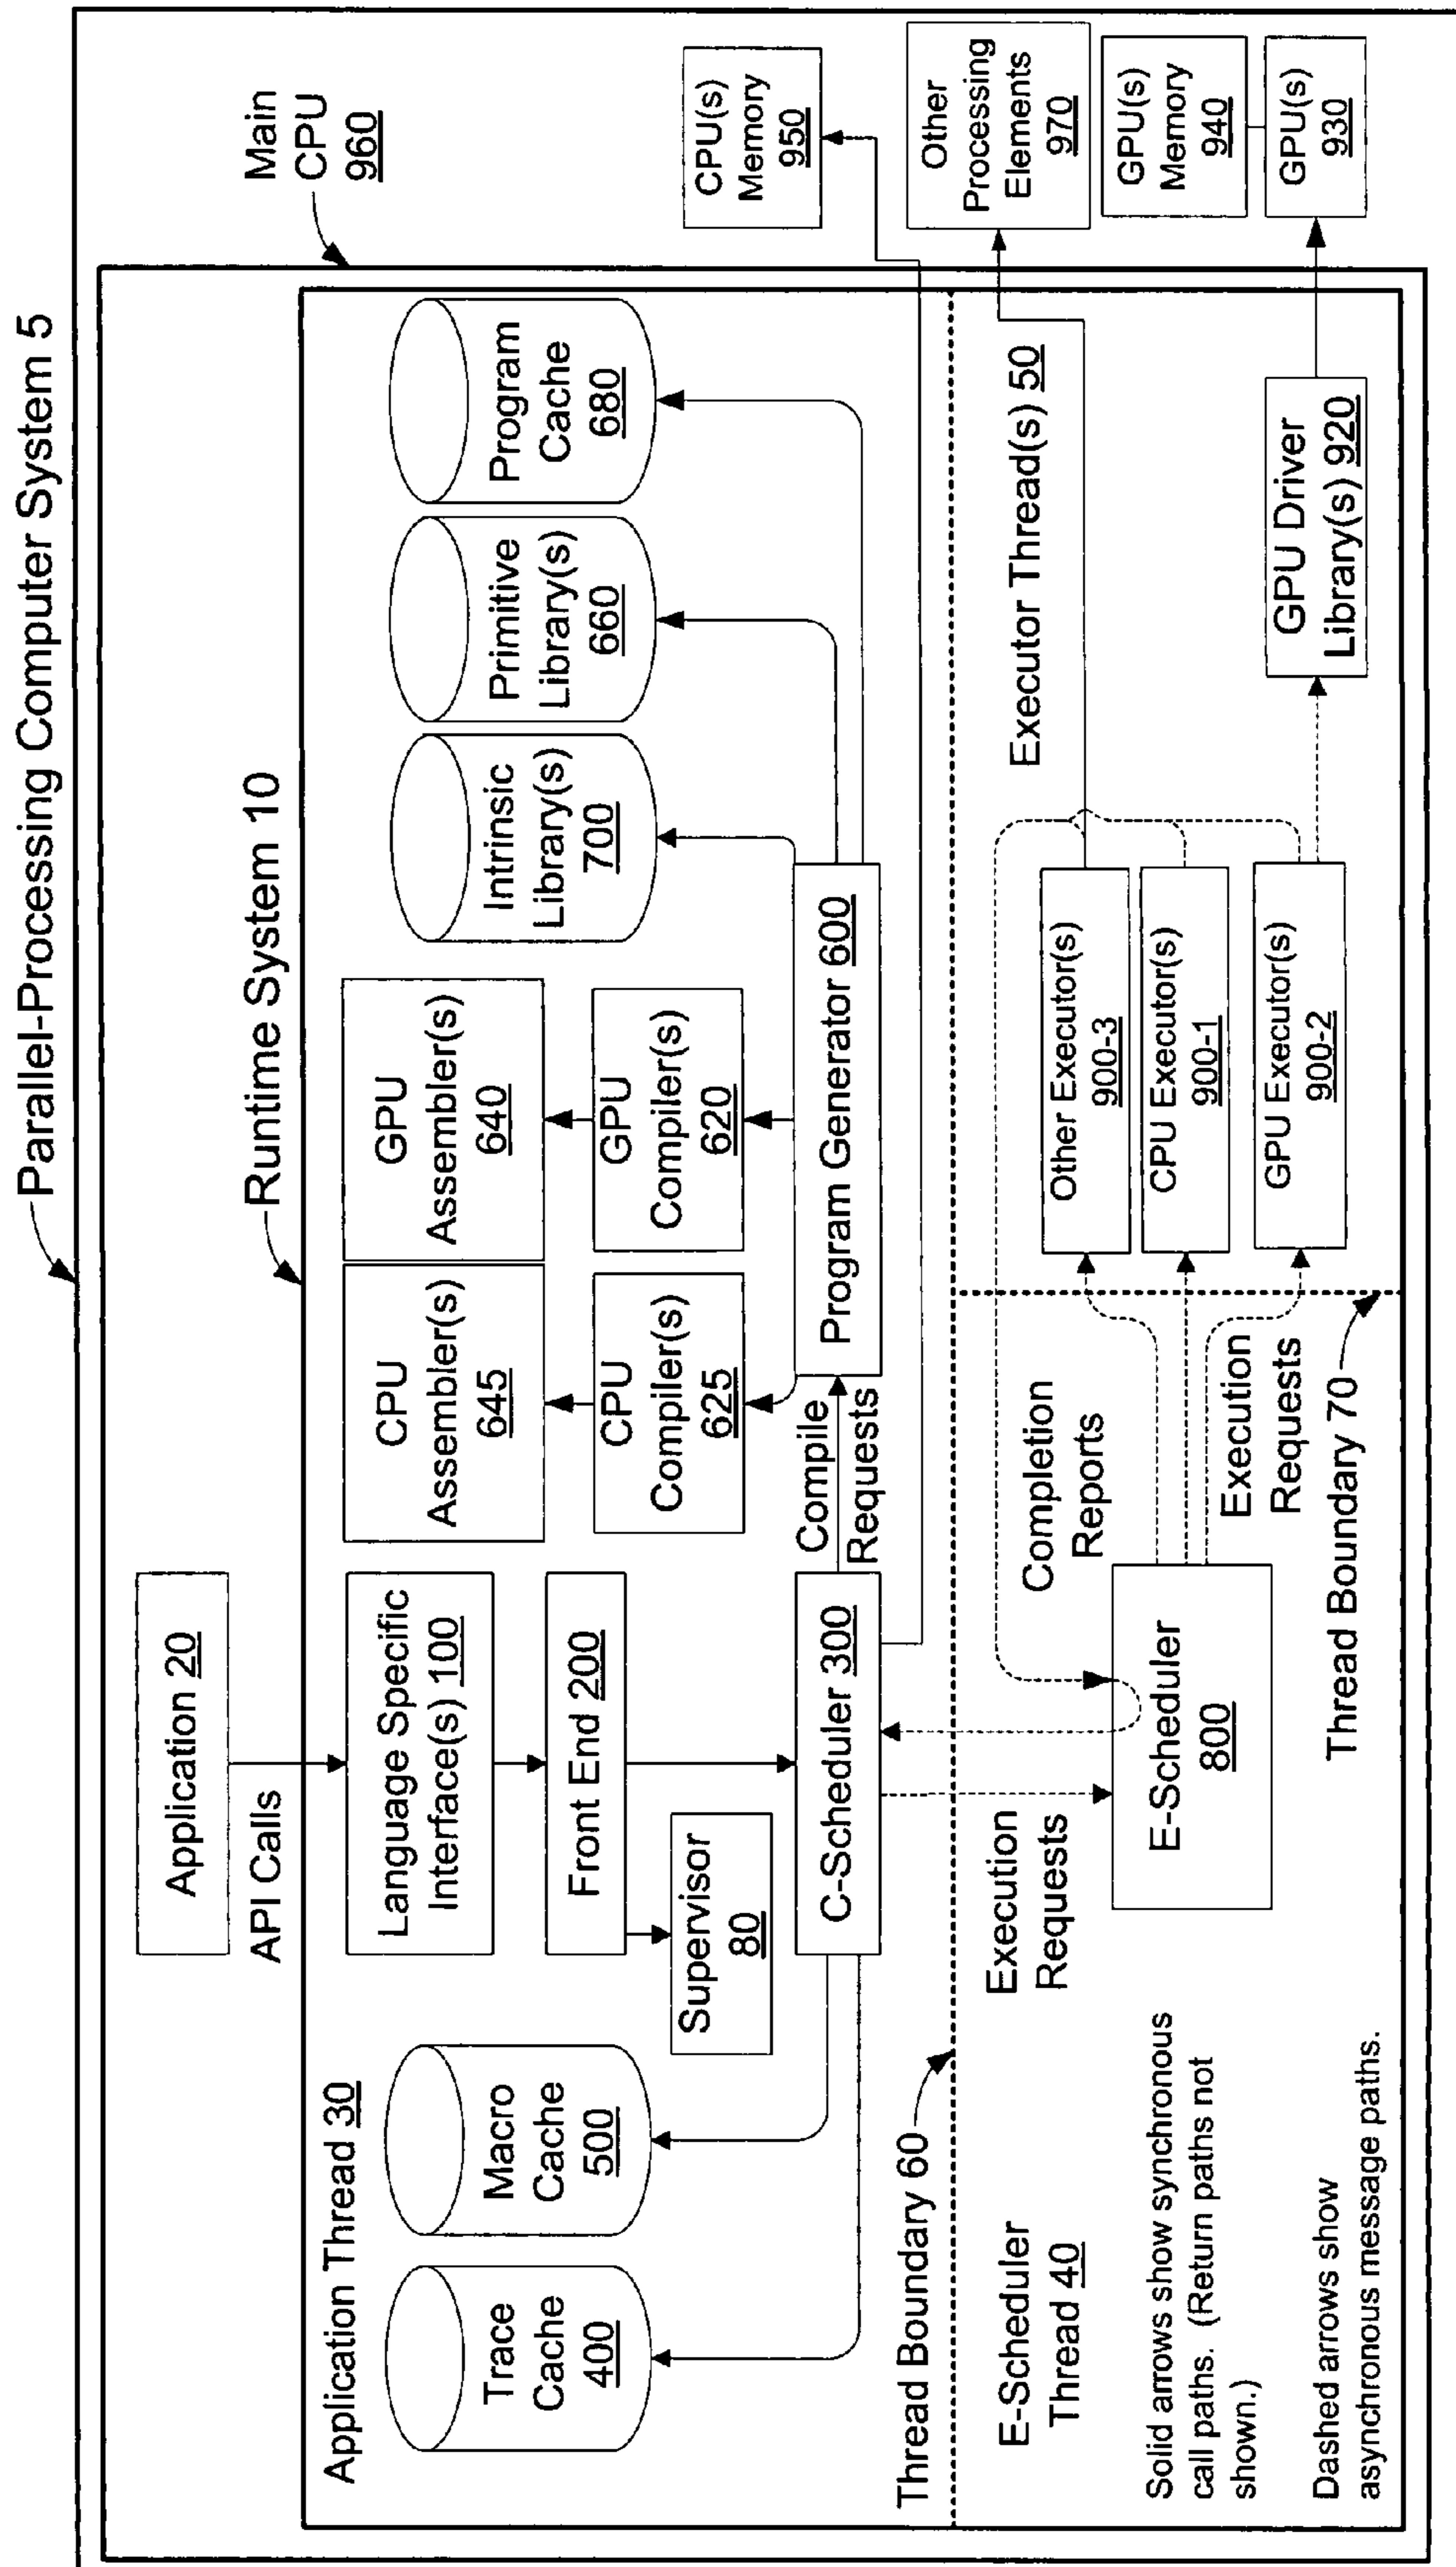 Parallel-Processing Computer System 5
Runtime System 10
Main
CPU
960
Application 20
API Calls
Application Thread 30
Language Specific
Interface(s) 100
Front End 200
Supervisor
80
C-Scheduler 300
Trace
Cache
400
Macro
Cache
500
CPU
Assembler(s)
645
GPU
Assembler(s)
640
CPU
Compiler(s)
625
GPU
Compiler(s)
620
Compile
Requests
Program Generator 600
Intrinsic
Library(s)
700
Primitive
Library(s)
660
Program
Cache
680
CPU(s)
Memory
950
Other
Processing
Elements
970
GPU(s)
Memory
940
GPU(s)
930
Thread Boundary 60
E-Scheduler
Thread 40
Execution
Requests
Completion
Reports
E-Scheduler
800
Execution
Requests
Thread Boundary 70
Executor Thread(s) 50
Other Executor(s)
900-3
CPU Executor(s)
900-1
GPU Executor(s)
900-2
GPU Driver
Library(s) 920
Solid arrows show synchronous
call paths. (Return paths not
shown.)
Dashed arrows show
asynchronous message paths.